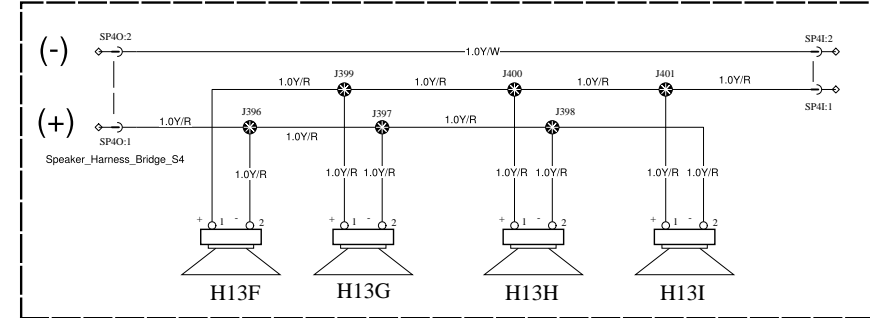 SP4O:2
SP4I:2
(-)
1.0Y/W
J399
J400
J401
1.0Y/R
1.0Y/R
1.0Y/R
1.0Y/R
SP4I:1
(+)
1.0Y/R
J396
1.0Y/R
J397
1.0Y/R
J398
SP4O:1
Speaker_Harness_Bridge_S4
1.0Y/R
1.0Y/R
1.0Y/R
1.0Y/R
1.0Y/R
1.0Y/R
1.0Y/R
+ 1 - 2
+ 1 - 2
+ 1 - 2
+ 1 - 2
H13F
H13G
H13H
H13I